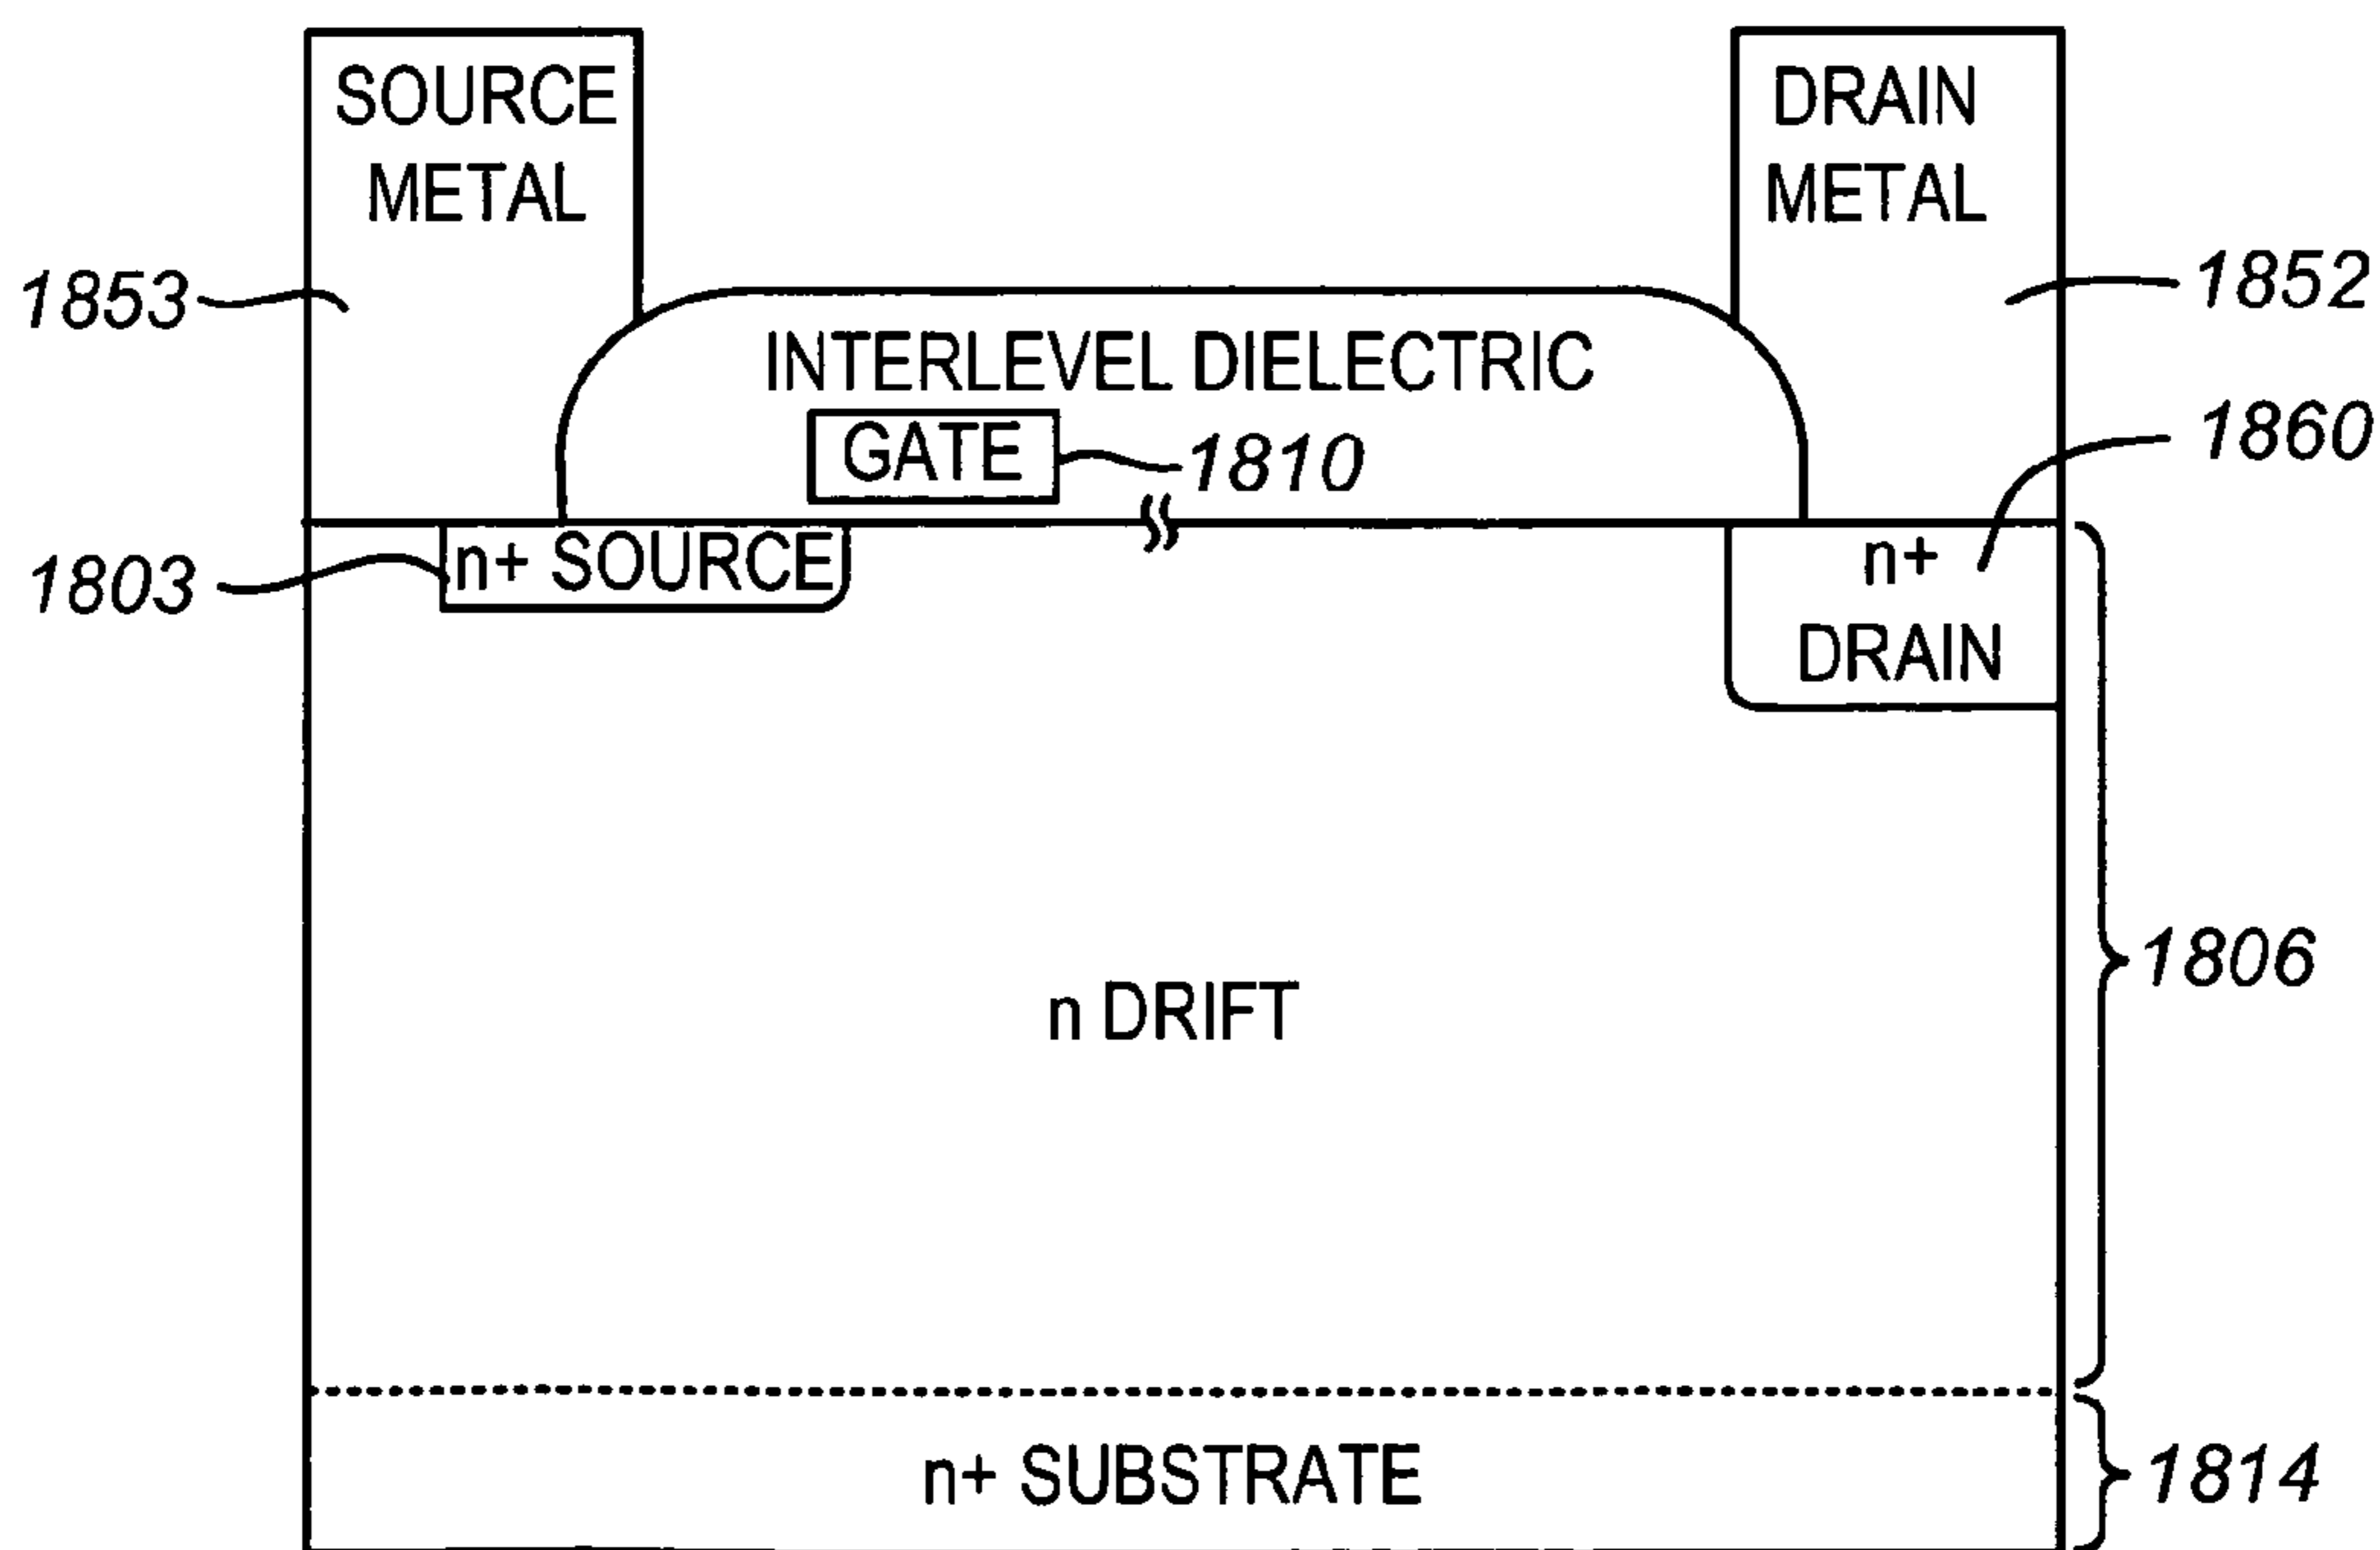 SOURCE
METAL
DRAIN
METAL
1853
1852
INTERLEVEL DIELECTRIC
GATE
1810
1860
1803
n+ SOURCE
n+
DRAIN
1806
n DRIFT
n+ SUBSTRATE
1814